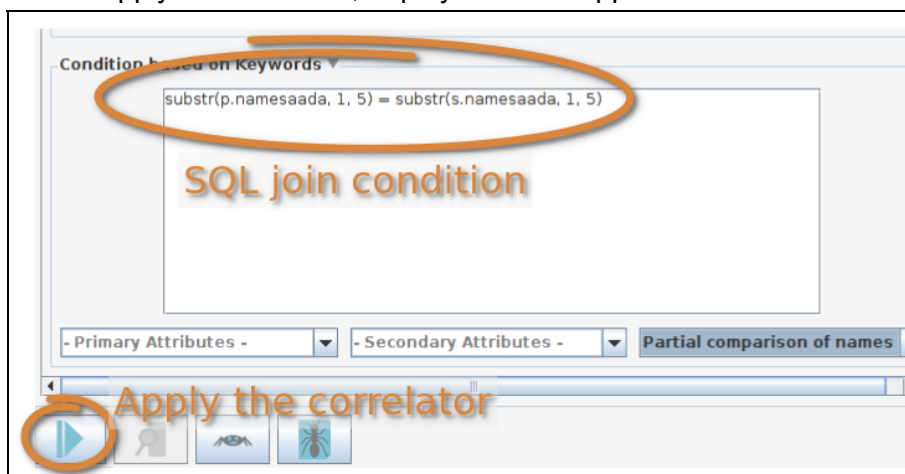 Condition based on Keywords
substr(p.namesaada, 1, 5) = substr(s.namesaada, 1, 5)
SQL join condition
- Primary Attributes -
- Secondary Attributes -
Partial comparison of names
Apply the correlator